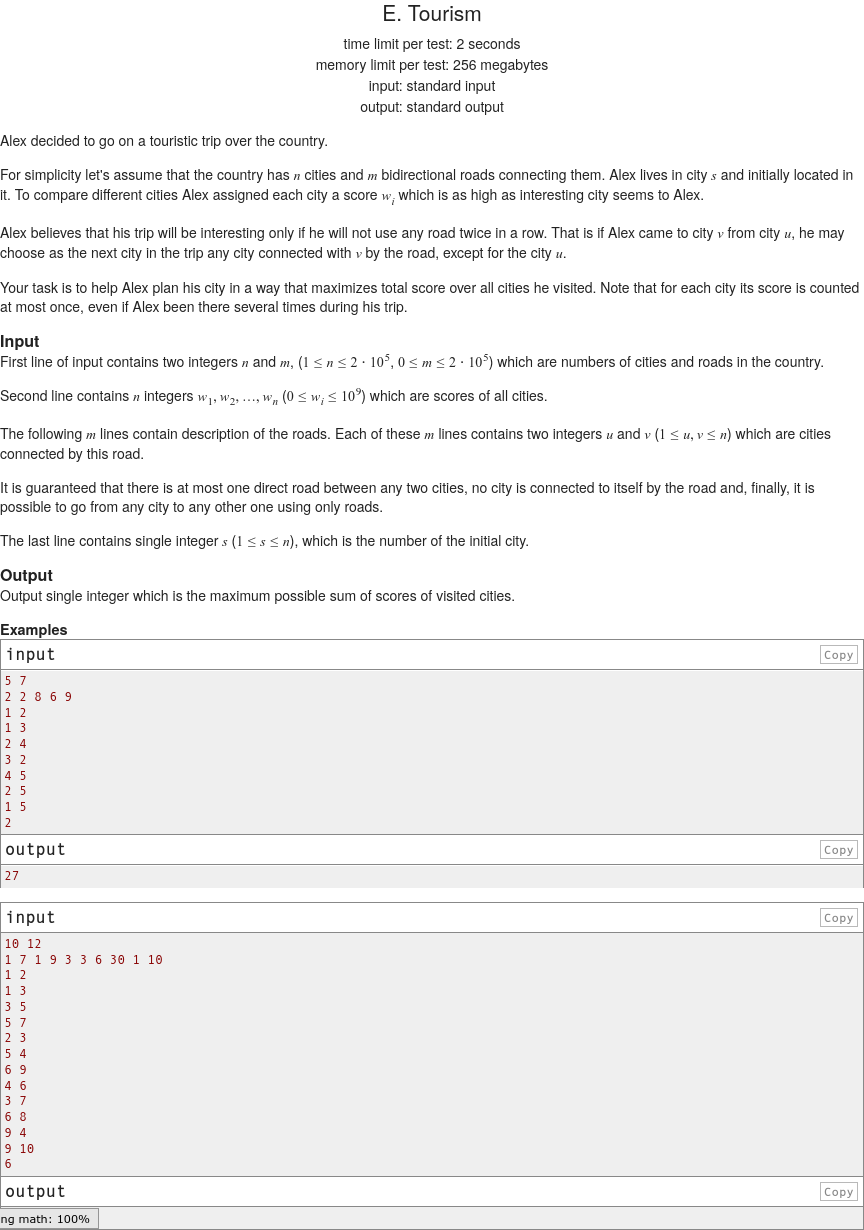 E. Tourism
time limit per test: 2 seconds
memory limit per test: 256 megabytes
input: standard input
output: standard output
Alex decided to go on a touristic trip over the country.
For simplicity let's assume that the country has n cities and m bidirectional roads connecting them. Alex lives in city s and initially located in
it. To compare different cities Alex assigned each city a score w_i which is as high as interesting city seems to Alex.
Alex believes that his trip will be interesting only if he will not use any road twice in a row. That is if Alex came to city v from city u, he may
choose as the next city in the trip any city connected with v by the road, except for the city u.
Your task is to help Alex plan his city in a way that maximizes total score over all cities he visited. Note that for each city its score is counted
at most once, even if Alex been there several times during his trip.
Input
First line of input contains two integers n and m, (1 ≤ n ≤ 2 · 10^5, 0 ≤ m ≤ 2 · 10^5) which are numbers of cities and roads in the country.
Second line contains n integers w_1, w_2, ..., w_n (0 ≤ w_i ≤ 10^9) which are scores of all cities.
The following m lines contain description of the roads. Each of these m lines contains two integers u and v (1 ≤ u, v ≤ n) which are cities
connected by this road.
It is guaranteed that there is at most one direct road between any two cities, no city is connected to itself by the road and, finally, it is
possible to go from any city to any other one using only roads.
The last line contains single integer s (1 ≤ s ≤ n), which is the number of the initial city.
Output
Output single integer which is the maximum possible sum of scores of visited cities.
Examples
input Copy
5 7
2 2 8 6 9
1 2
1 3
2 4
3 2
4 5
2 5
1 5
2
output Copy
27
input Copy
10 12
1 7 1 9 3 3 6 30 1 10
1 2
1 3
3 5
5 7
2 3
5 4
6 9
4 6
3 7
6 8
9 4
9 10
6
output Copy
ng math: 100%